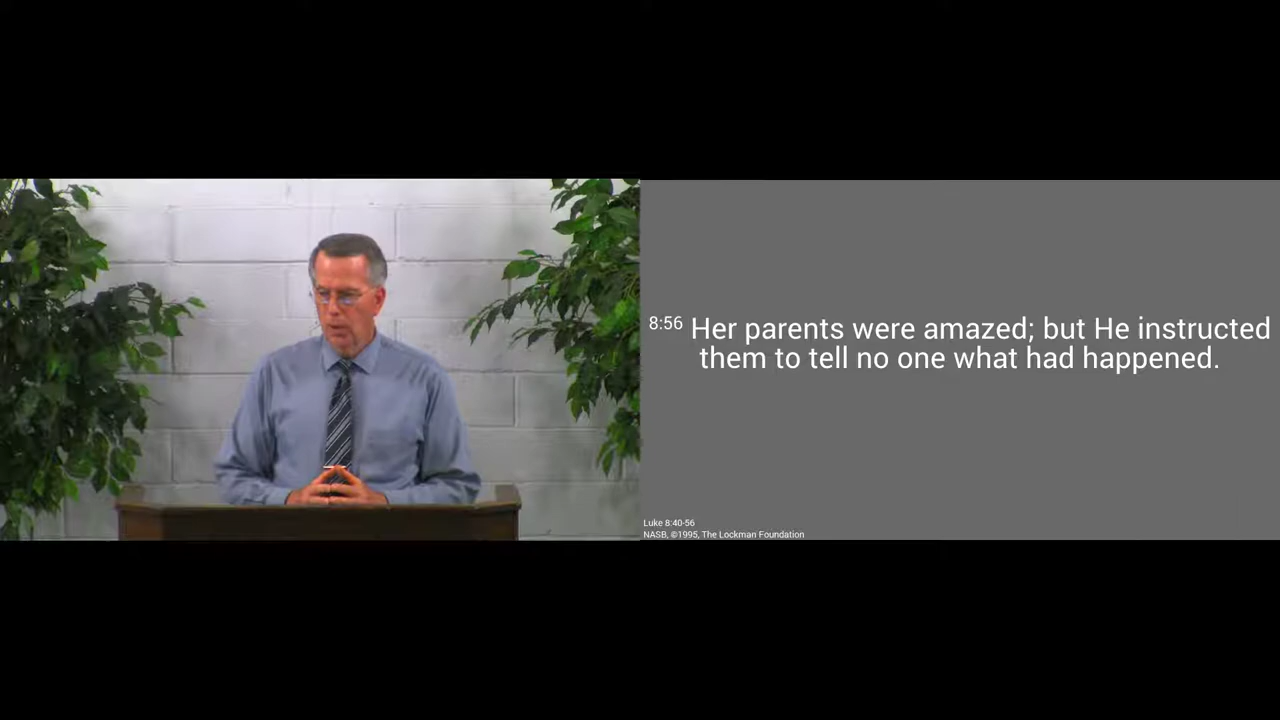 8:56 Her parents were amazed; but He instructed
them to tell no one what had happened.
Luke 8:40-56
NASB, ©1995, The Lockman Foundation